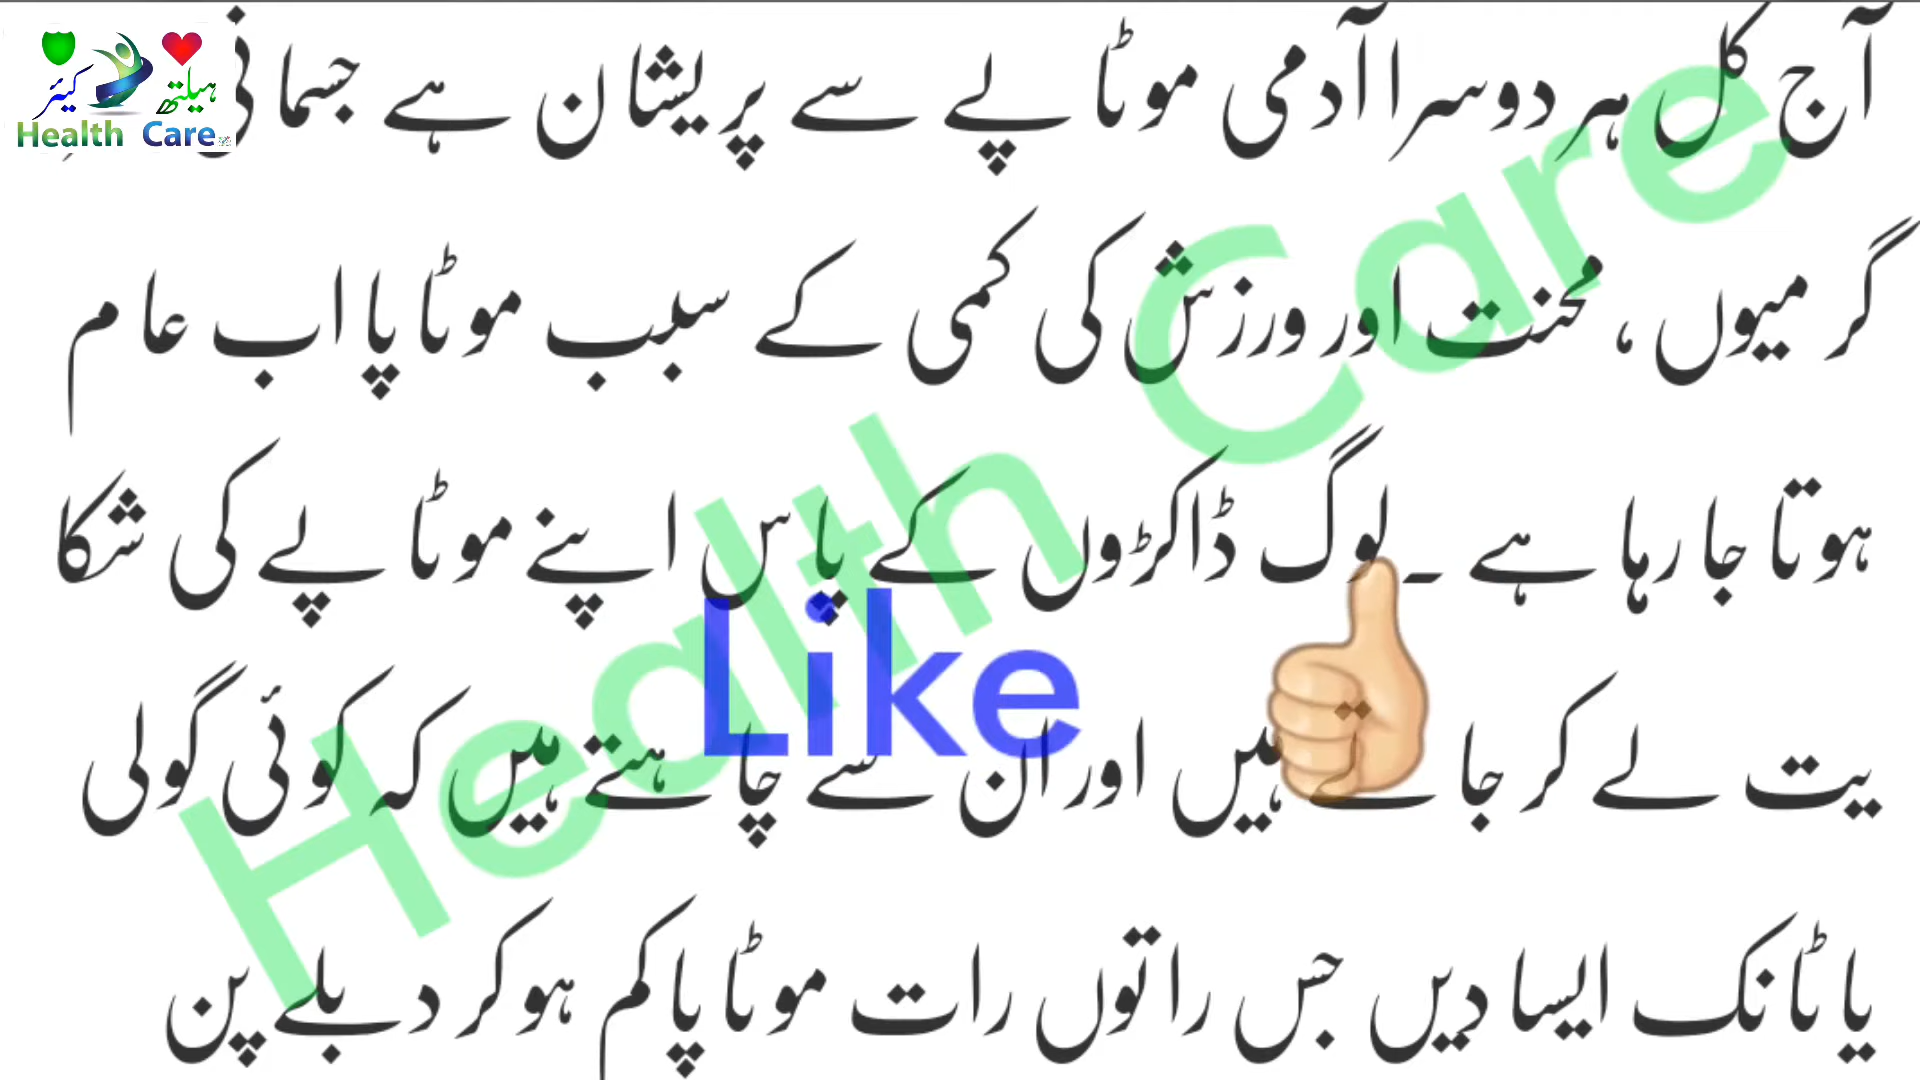 ہیلتھ کیئر
Health Care
آج کل ہر دوسرا آدمی موٹاپے سے پریشان ہے جسمانی
گرمیوں ، محنت اور ورزش کی کمی کے سبب موٹاپا اب عام
ہوتا جا رہا ہے ۔ لوگ ڈاکڑوں کے پاس اپنے موٹاپے کی شکا
یت لے کر جاتے ہیں اور ان سے چاہتے ہیں کہ کوئی گولی
یا ٹانک ایسا دیں جس راتوں رات موٹاپا کم ہو کر دبلے پن
Health Care
Like